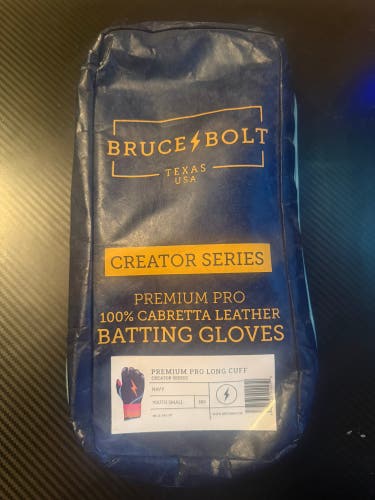 BRUCE BOLT
TEXAS
USA
CREATOR SERIES
PREMIUM PRO
100% CABRETTA LEATHER
BATTING GLOVES
PREMIUM PRO LONG CUFF
CREATOR SERIES
NAVY
YOUTH SMALL